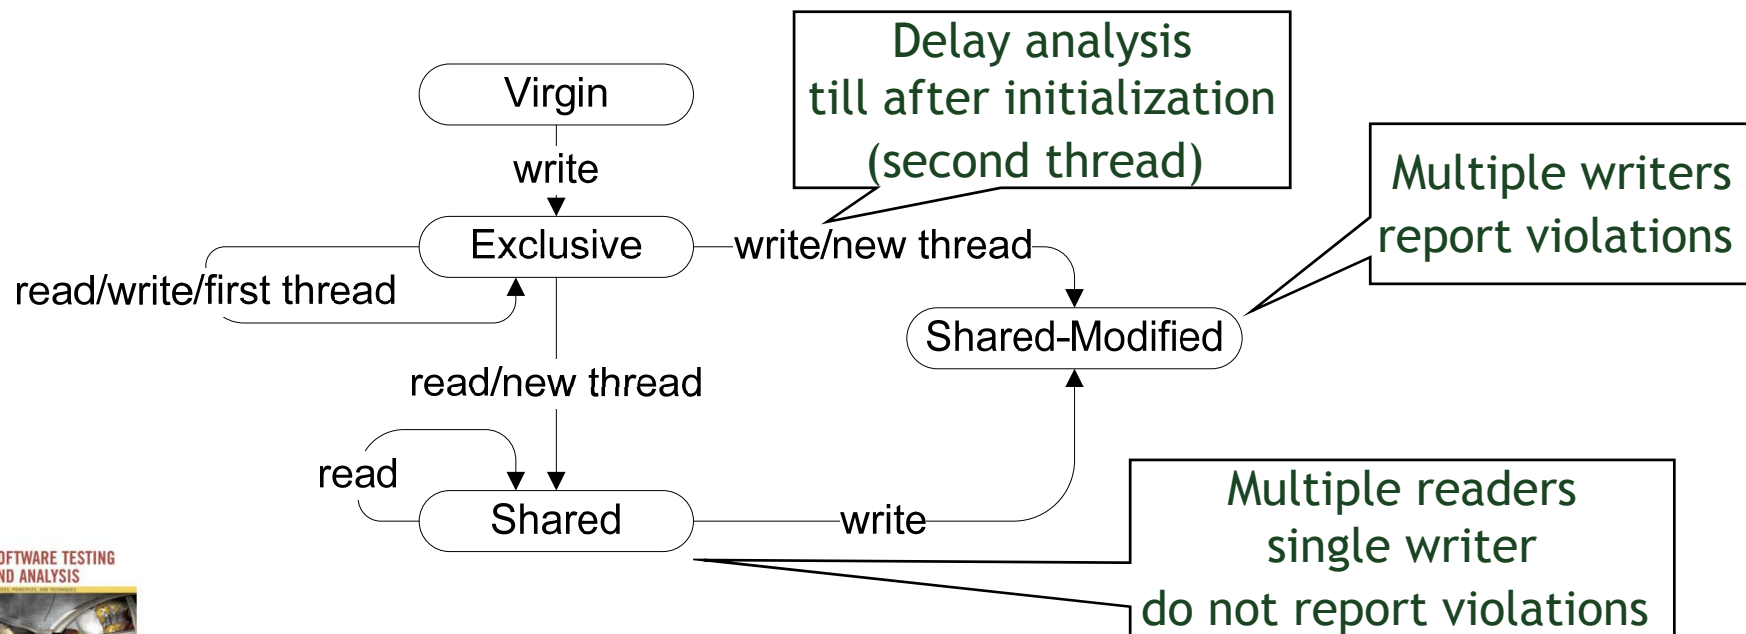 Delay analysis
till after initialization
(second thread)
Virgin
write
Multiple writers
report violations
Exclusive
write/new thread
read/write/first thread
Shared-Modified
read/new thread
read
Shared
write
Multiple readers
single writer
do not report violations
OFTWARE TESTING
ND ANALYSIS